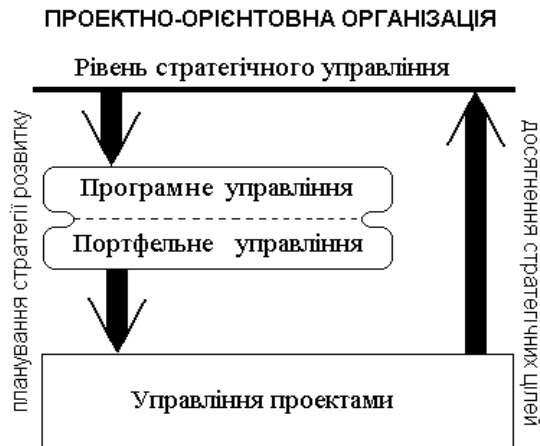 ПРОЕКТНО-ОРІЄНТОВНА ОРГАНІЗАЦІЯ
Рівень стратегічного управління
планування стратегії розвитку
Програмне управління
Портфельне управління
досягнення стратегічних цілей
Управління проектами